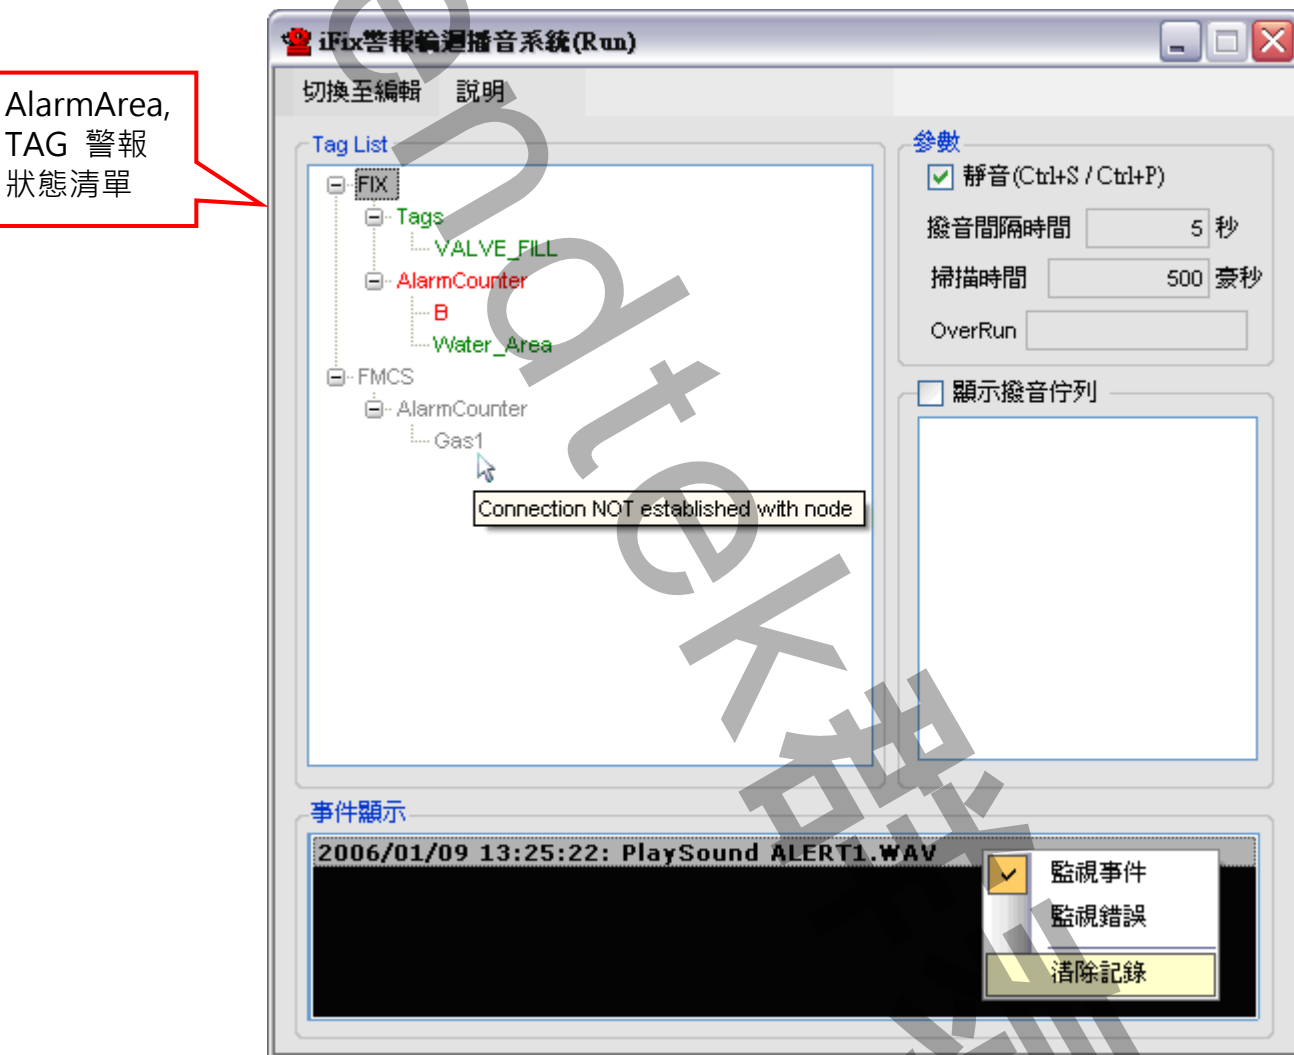 iFix警報輪迴播音系統(Run)
切換至編輯 說明
AlarmArea,
TAG 警報
狀態清單
Tag List
FIX
Tags
VALVE_FILL
AlarmCounter
B
Water_Area
FMCS
AlarmCounter
Gas1
Connection NOT established with node
參數
靜音(Ctrl+S / Ctrl+P)
撥音間隔時間 5 秒
掃描時間 500 豪秒
OverRun
顯示撥音佇列
事件顯示
2006/01/09 13:25:22: PlaySound ALERT1.WAV
監視事件
監視錯誤
清除記錄
endtek